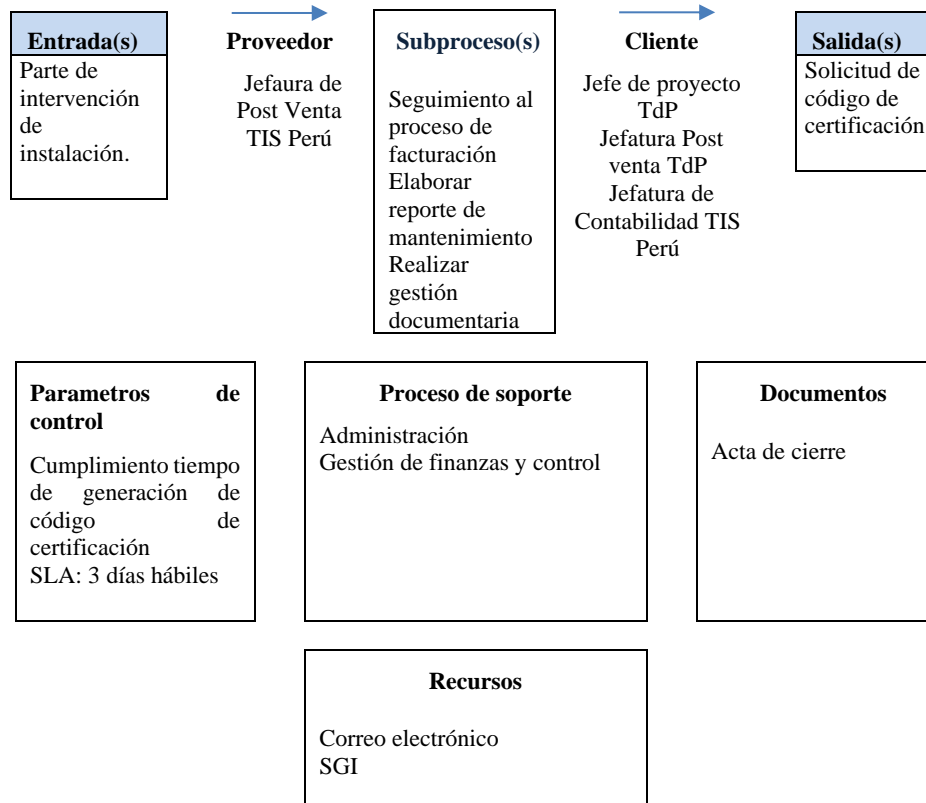 Entrada(s)
Parte de
intervención
de
instalación.
Proveedor
Jefaura de
Post Venta
TIS Perú
Subproceso(s)
Seguimiento al
proceso de
facturación
Elaborar
reporte de
mantenimiento
Realizar
gestión
documentaria
Cliente
Jefe de proyecto
TdP
Jefatura Post
venta TdP
Jefatura de
Contabilidad TIS
Perú
Salida(s)
Solicitud de
código de
certificación
Parametros de
control
Cumplimiento tiempo
de generación de
código de
certificación
SLA: 3 días hábiles
Proceso de soporte
Administración
Gestión de finanzas y control
Documentos
Acta de cierre
Recursos
Correo electrónico
SGI